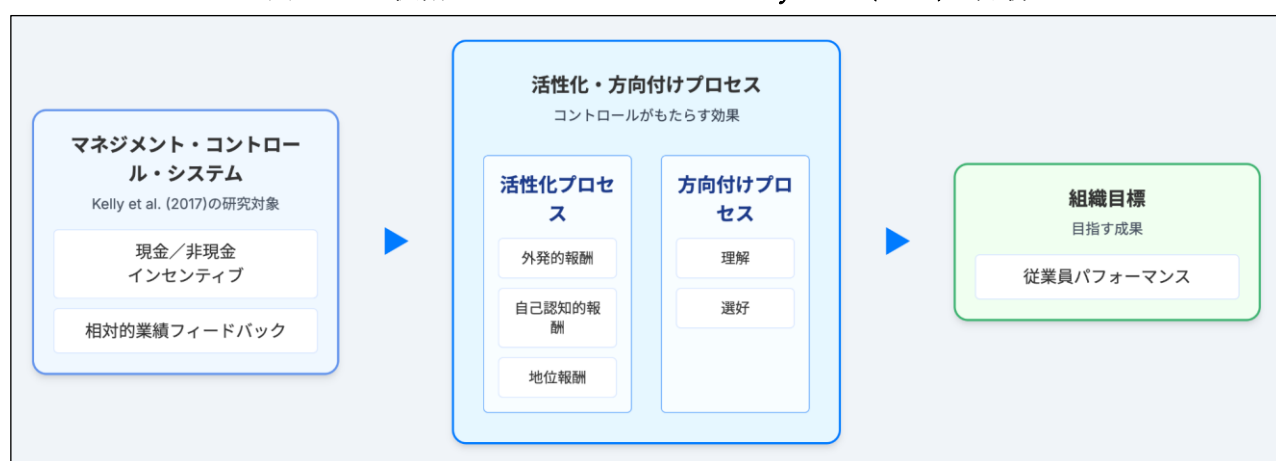 マネジメント・コントロー
ル・システム
Kelly et al. (2017)の研究対象
現金／非現金
インセンティブ
相対的業績フィードバック
活性化・方向付けプロセス
コントロールがもたらす効果
活性化プロセ
ス
外発的報酬
自己認知的報
酬
地位報酬
方向付けプロ
セス
理解
選好
組織目標
目指す成果
従業員パフォーマンス